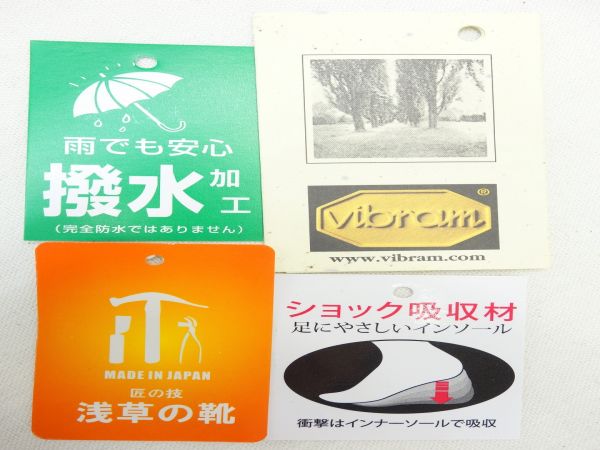 雨でも安心
撥水加工
(完全防水ではありません)
vibram®
www.vibram.com
MADE IN JAPAN
匠の技
浅草の靴
ショック吸収材
足にやさしいインソール
衝撃はインナーソールで吸収